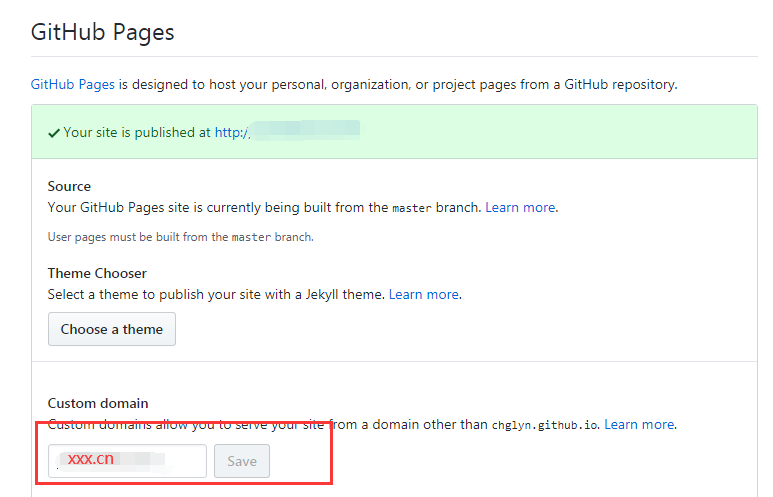 GitHub Pages
GitHub Pages is designed to host your personal, organization, or project pages from a GitHub repository.
✓ Your site is published at http:/
Source
Your GitHub Pages site is currently being built from the master branch. Learn more.
User pages must be built from the master branch.
Theme Chooser
Select a theme to publish your site with a Jekyll theme. Learn more.
Choose a theme
Custom domain
Custom domains allow you to serve your site from a domain other than chglyn.github.io. Learn more.
xxx.cn Save